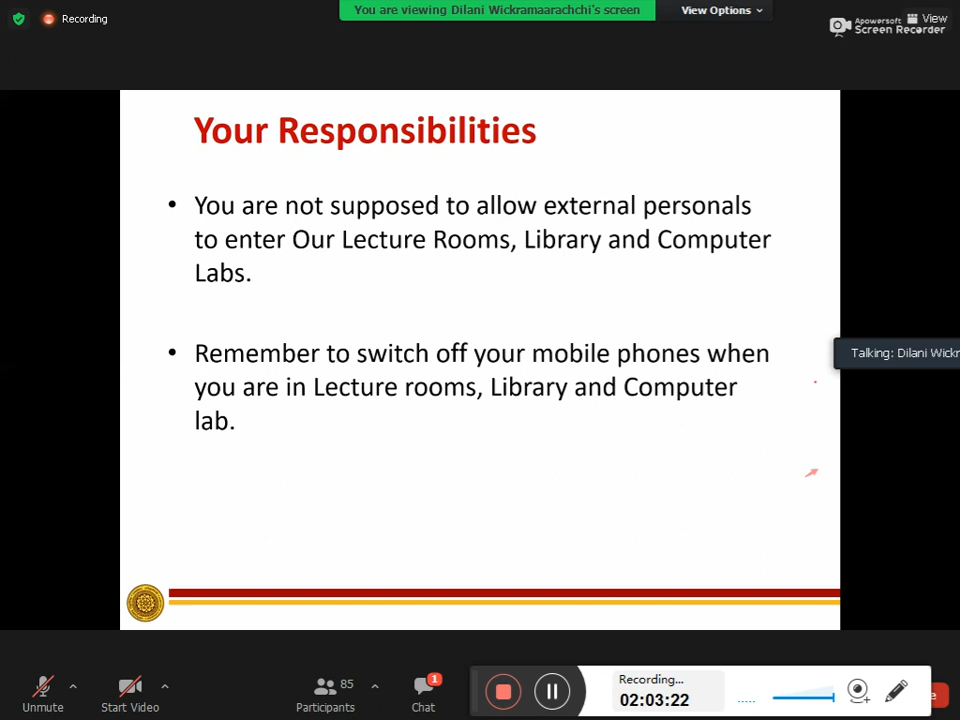 Recording
You are viewing Dilani Wickramaarachchi's screen
View Options
Apowersoft
Screen Recorder
View
Your Responsibilities
• You are not supposed to allow external personals
to enter Our Lecture Rooms, Library and Computer
Labs.
• Remember to switch off your mobile phones when
you are in Lecture rooms, Library and Computer
lab.
Talking: Dilani Wickr
Unmute
Start Video
85
Participants
1
Chat
Recording...
02:03:22
e